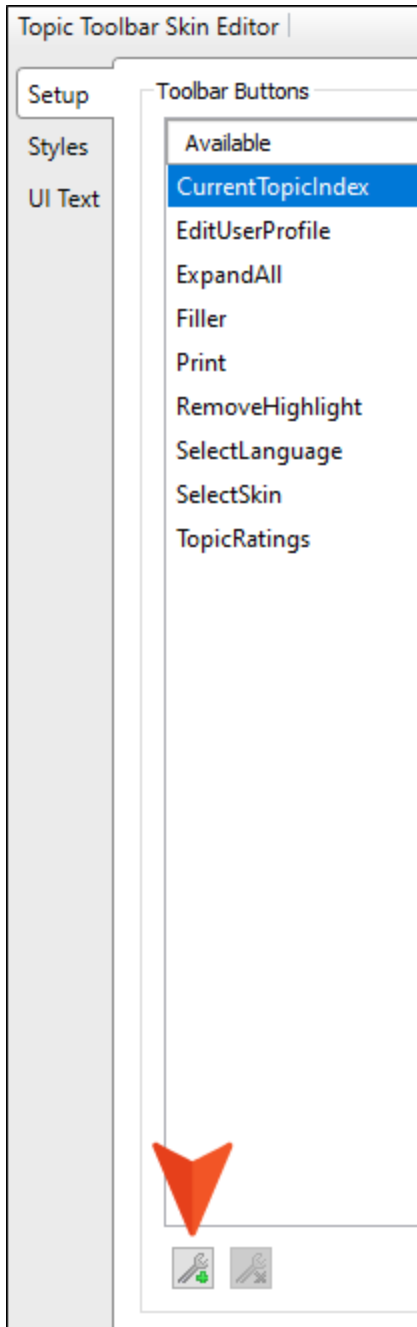 Topic Toolbar Skin Editor
Setup
Styles
UI Text
Toolbar Buttons
Available
CurrentTopicIndex
EditUserProfile
ExpandAll
Filler
Print
RemoveHighlight
SelectLanguage
SelectSkin
TopicRatings